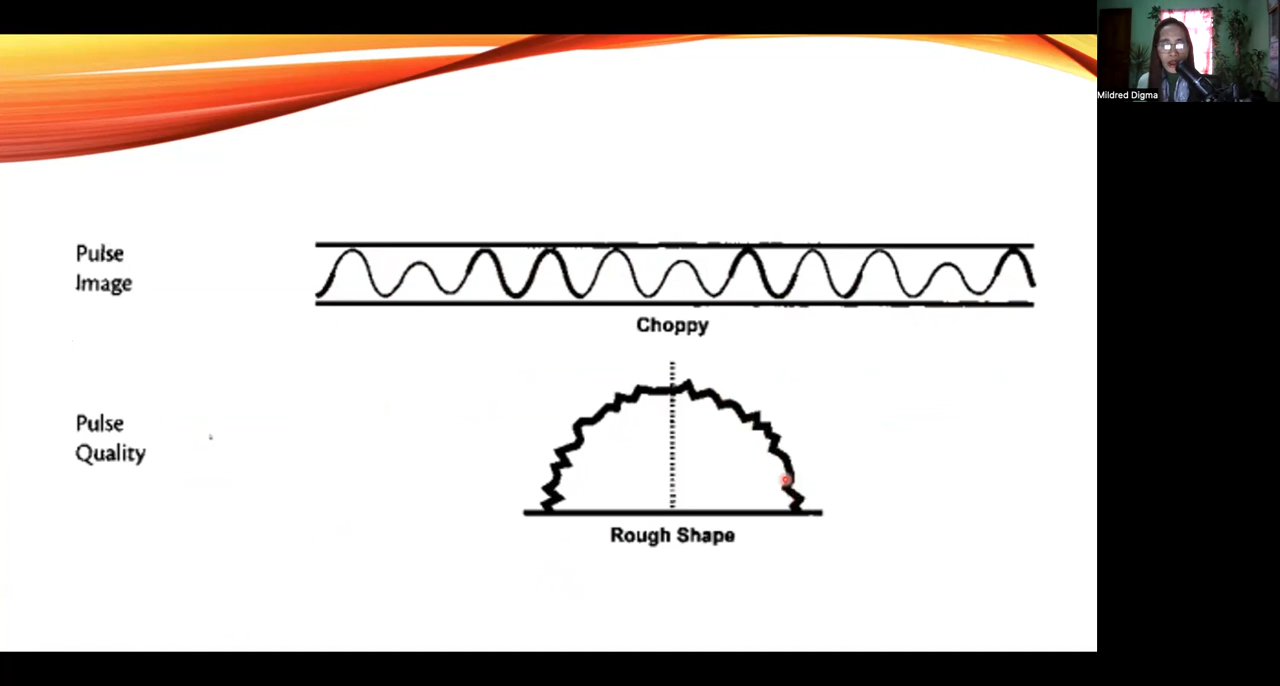 Mildred Digma
Pulse
Image
Choppy
Pulse
Quality
Rough Shape